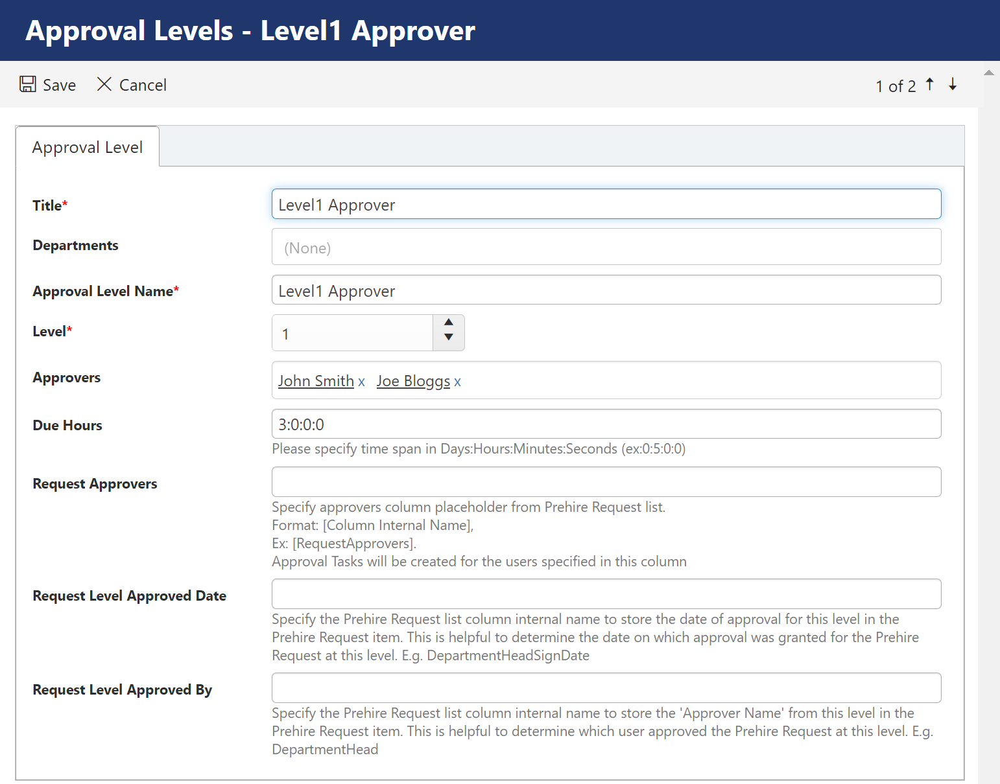 Approval Levels - Level1 Approver
Save Cancel 1 of 2
Approval Level
Title* Level1 Approver
Departments (None)
Approval Level Name* Level1 Approver
Level* 1
Approvers John Smith x Joe Bloggs x
Due Hours 3:0:0:0
Please specify time span in Days:Hours:Minutes:Seconds (ex:0:5:0:0)
Request Approvers
Specify approvers column placeholder from Prehire Request list.
Format: [Column Internal Name],
Ex: [RequestApprovers].
Approval Tasks will be created for the users specified in this column
Request Level Approved Date
Specify the Prehire Request list column internal name to store the date of approval for this level in the
Prehire Request item. This is helpful to determine the date on which approval was granted for the Prehire
Request at this level. E.g. DepartmentHeadSignDate
Request Level Approved By
Specify the Prehire Request list column internal name to store the 'Approver Name' from this level in the
Prehire Request item. This is helpful to determine which user approved the Prehire Request at this level. E.g.
DepartmentHead